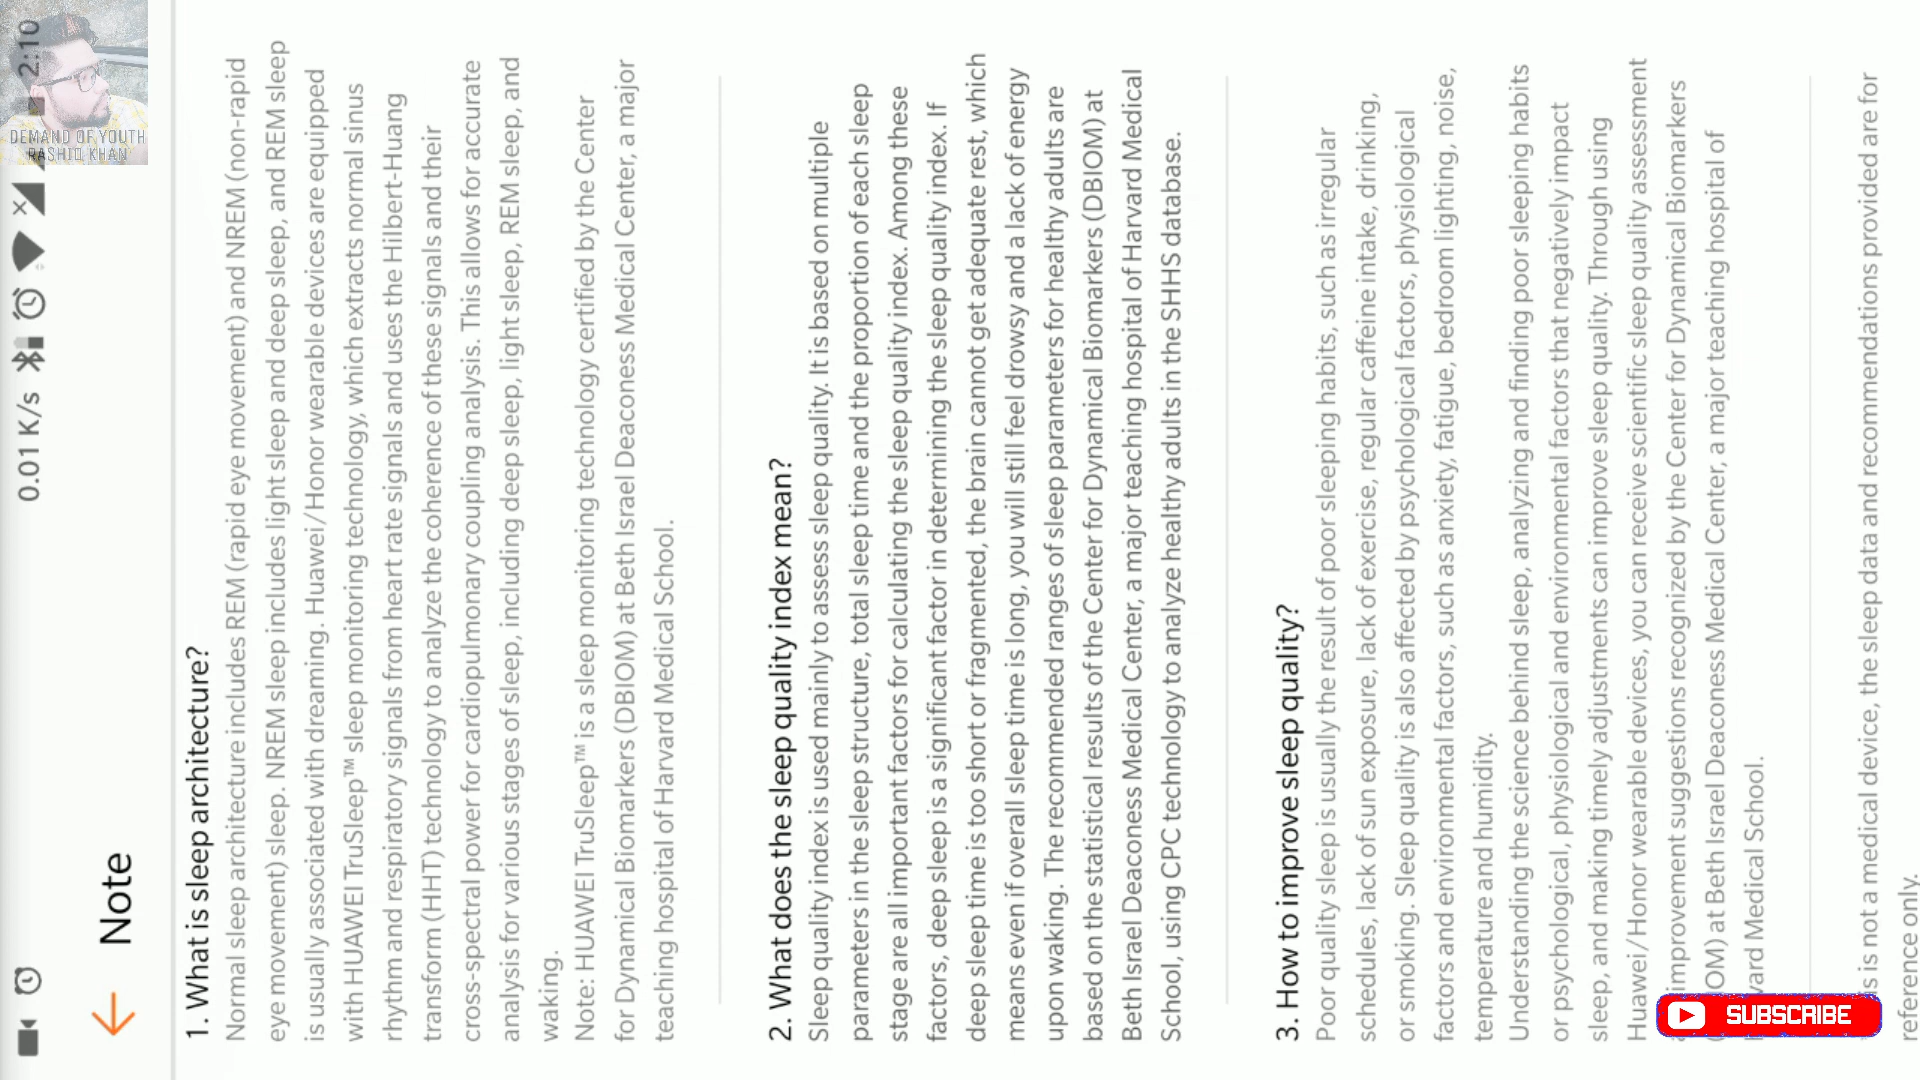 2:10
0.01 K/s
DEMAND OF YOUTH
RASHIQ KHAN
Note
1. What is sleep architecture?
Normal sleep architecture includes REM (rapid eye movement) and NREM (non-rapid
eye movement) sleep. NREM sleep includes light sleep and deep sleep, and REM sleep
is usually associated with dreaming. Huawei/Honor wearable devices are equipped
with HUAWEI TruSleep™ sleep monitoring technology, which extracts normal sinus
rhythm and respiratory signals from heart rate signals and uses the Hilbert-Huang
transform (HHT) technology to analyze the coherence of these signals and their
cross-spectral power for cardiopulmonary coupling analysis. This allows for accurate
analysis for various stages of sleep, including deep sleep, light sleep, REM sleep, and
waking.
Note: HUAWEI TruSleep™ is a sleep monitoring technology certified by the Center
for Dynamical Biomarkers (DBIOM) at Beth Israel Deaconess Medical Center, a major
teaching hospital of Harvard Medical School.
2. What does the sleep quality index mean?
Sleep quality index is used mainly to assess sleep quality. It is based on multiple
parameters in the sleep structure, total sleep time and the proportion of each sleep
stage are all important factors for calculating the sleep quality index. Among these
factors, deep sleep is a significant factor in determining the sleep quality index. If
deep sleep time is too short or fragmented, the brain cannot get adequate rest, which
means even if overall sleep time is long, you will still feel drowsy and a lack of energy
upon waking. The recommended ranges of sleep parameters for healthy adults are
based on the statistical results of the Center for Dynamical Biomarkers (DBIOM) at
Beth Israel Deaconess Medical Center, a major teaching hospital of Harvard Medical
School, using CPC technology to analyze healthy adults in the SHHS database.
3. How to improve sleep quality?
Poor quality sleep is usually the result of poor sleeping habits, such as irregular
schedules, lack of sun exposure, lack of exercise, regular caffeine intake, drinking,
or smoking. Sleep quality is also affected by psychological factors, physiological
factors and environmental factors, such as anxiety, fatigue, bedroom lighting, noise,
temperature and humidity.
Understanding the science behind sleep, analyzing and finding poor sleeping habits
or psychological, physiological and environmental factors that negatively impact
sleep, and making timely adjustments can improve sleep quality. Through using
Huawei/Honor wearable devices, you can receive scientific sleep quality assessment
improvement suggestions recognized by the Center for Dynamical Biomarkers
OM) at Beth Israel Deaconess Medical Center, a major teaching hospital of
vard Medical School.
is is not a medical device, the sleep data and recommendations provided are for
reference only.
SUBSCRIBE